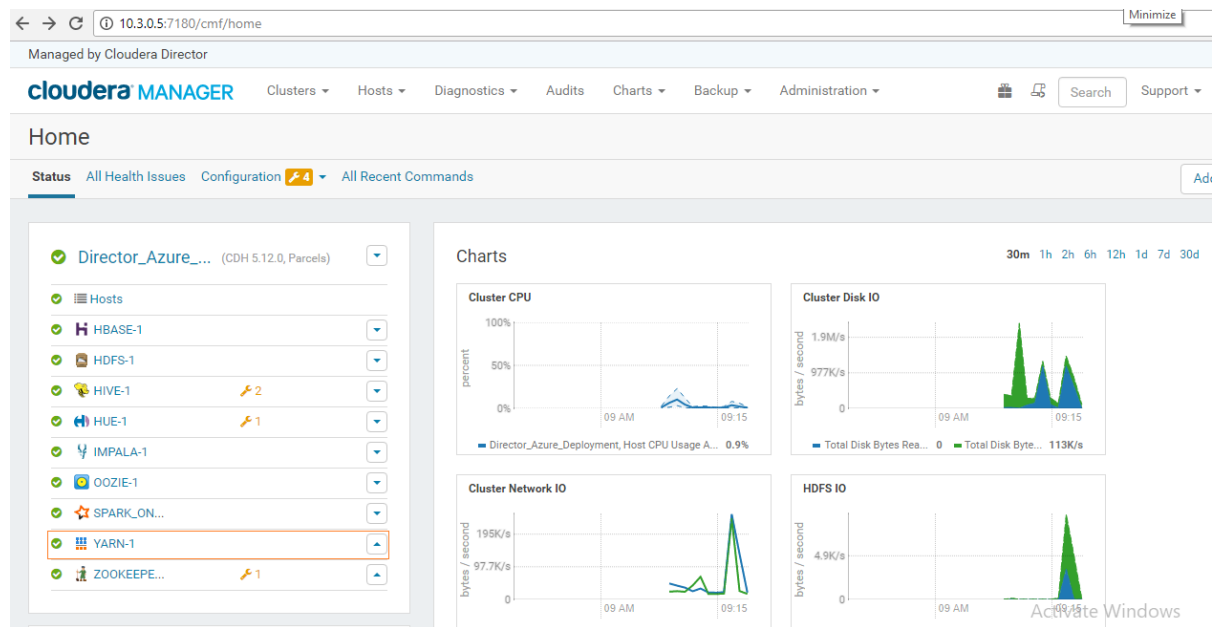 10.3.0.5:7180/cmf/home
Minimize
Managed by Cloudera Director
cloudera MANAGER Clusters Hosts Diagnostics Audits Charts Backup Administration Search Support
Home
Status All Health Issues Configuration 4 All Recent Commands
Director_Azure_... (CDH 5.12.0, Parcels)
Hosts
HBASE-1
HDFS-1
HIVE-1 2
HUE-1 1
IMPALA-1
OOZIE-1
SPARK_ON...
YARN-1
ZOOKEEPE... 1
Charts 30m 1h 2h 6h 12h 1d 7d 30d
Cluster CPU
percent
100%
50%
0%
09 AM 09:15
Director_Azure_Deployment, Host CPU Usage A... 0.9%
Cluster Disk IO
bytes / second
1.9M/s
977K/s
0
09 AM 09:15
Total Disk Bytes Rea... 0 Total Disk Byte... 113K/s
Cluster Network IO
bytes / second
195K/s
97.7K/s
0
09 AM 09:15
HDFS IO
bytes / second
4.9K/s
0
09 AM 09:15
Activate Windows